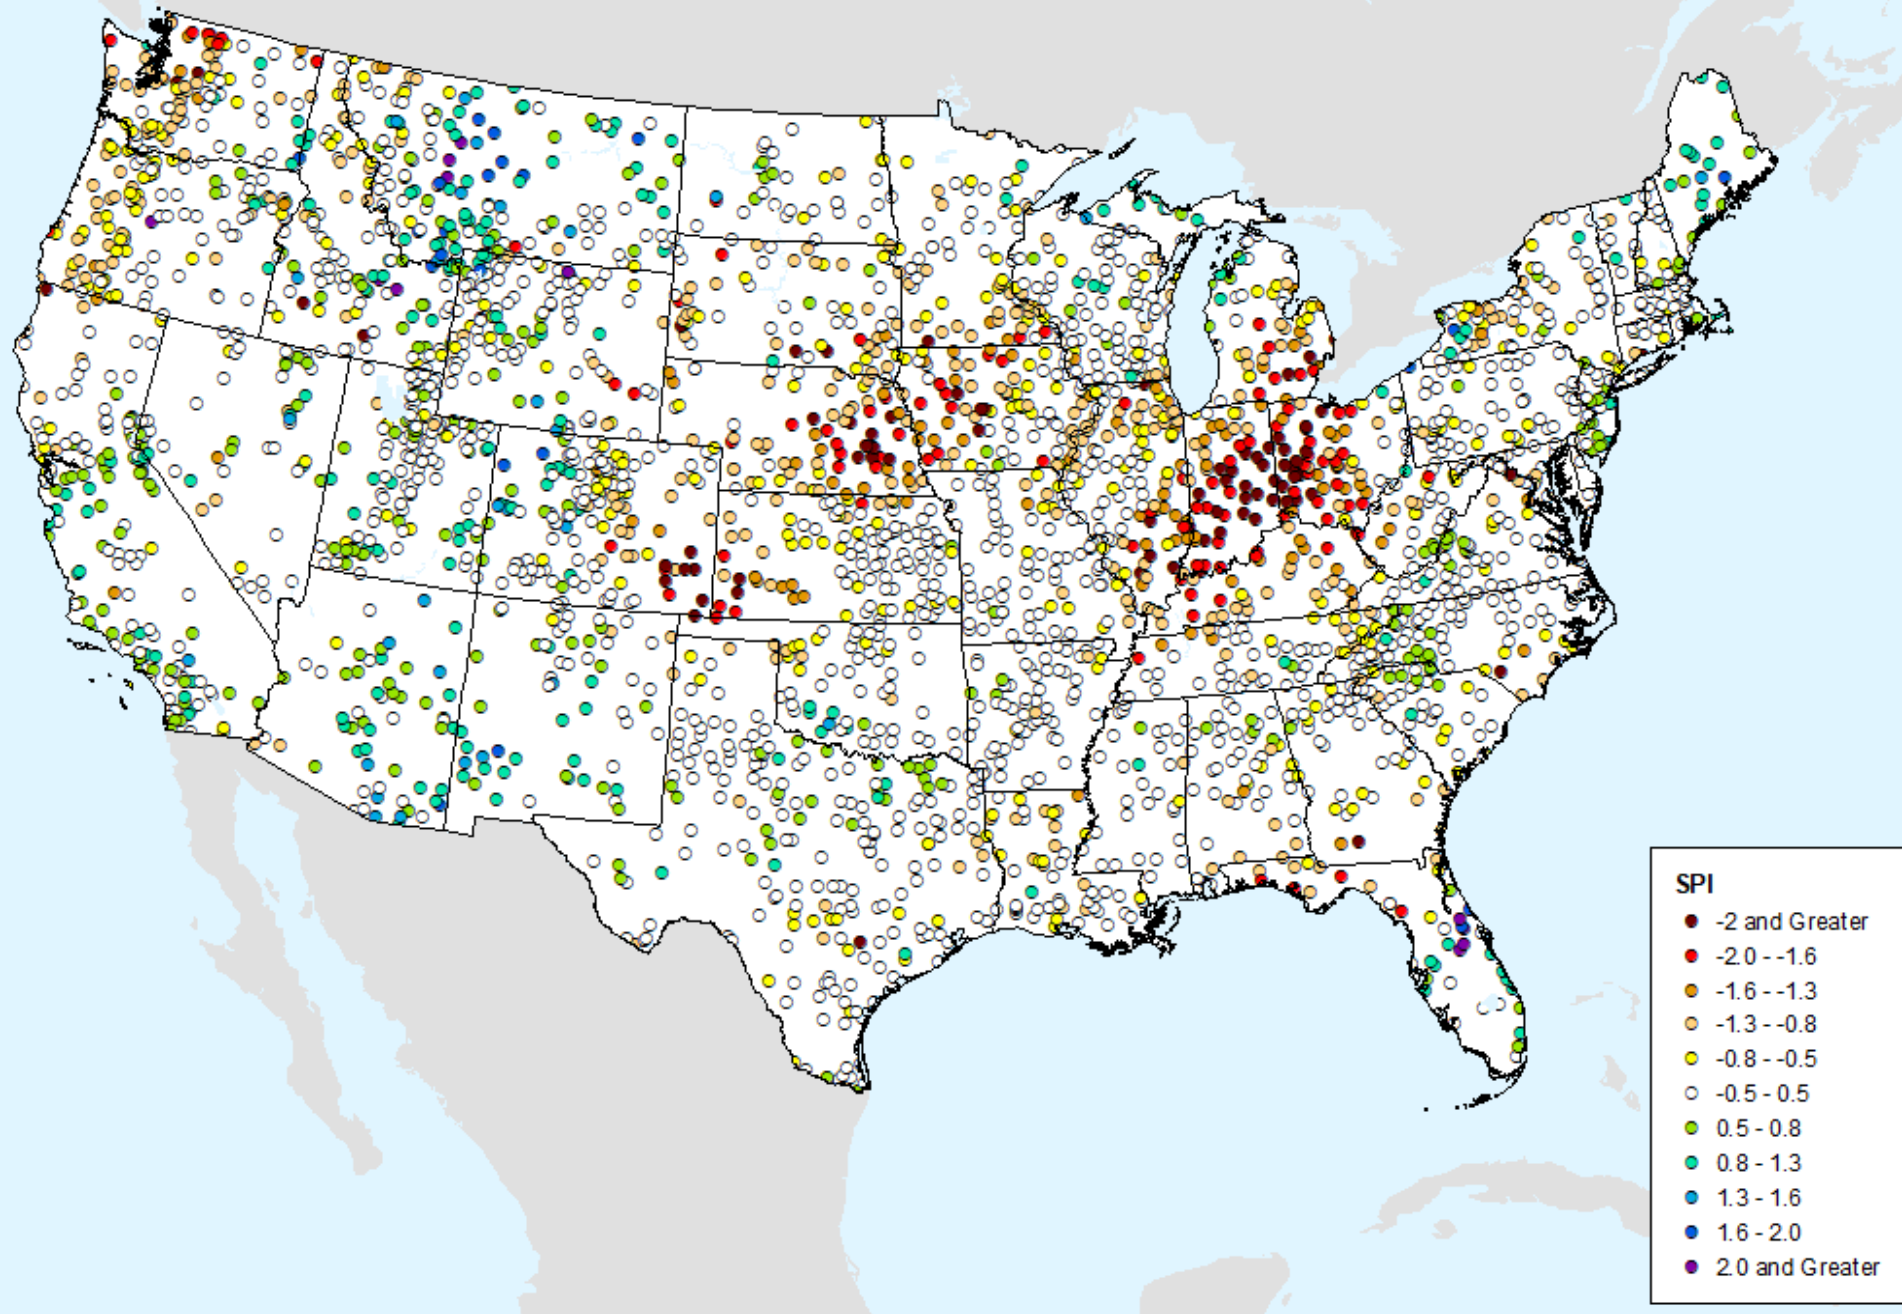 SPI
-2 and Greater
-2.0 - -1.6
-1.6 - -1.3
-1.3 - -0.8
-0.8 - -0.5
-0.5 - 0.5
0.5 - 0.8
0.8 - 1.3
1.3 - 1.6
1.6 - 2.0
2.0 and Greater